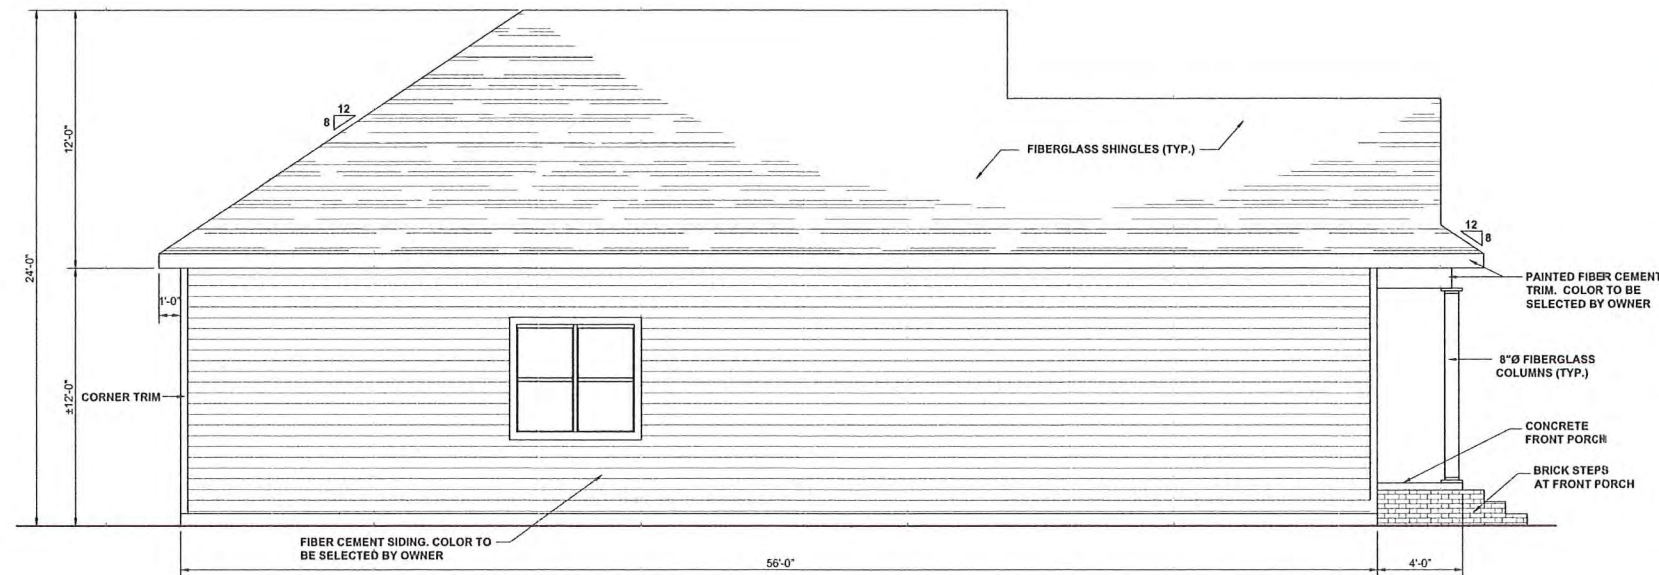 12
8
24'-0"
12'-0"
FIBERGLASS SHINGLES (TYP.)
12
8
1'-0"
PAINTED FIBER CEMENT
TRIM. COLOR TO BE
SELECTED BY OWNER
8"Ø FIBERGLASS
COLUMNS (TYP.)
±12'-0"
CORNER TRIM
CONCRETE
FRONT PORCH
BRICK STEPS
AT FRONT PORCH
FIBER CEMENT SIDING. COLOR TO
BE SELECTED BY OWNER
56'-0"
4'-0"